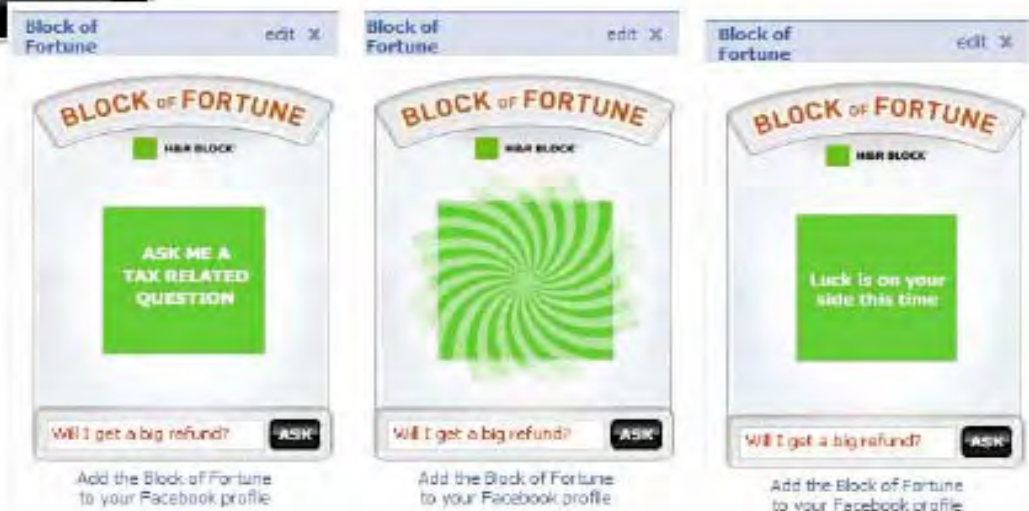 Block of
Fortune
edit X
BLOCK OF FORTUNE
H&R BLOCK
ASK ME A
TAX RELATED
QUESTION
Will I get a big refund?
ASK
Add the Block of Fortune
to your Facebook profile
Block of
Fortune
edit X
BLOCK OF FORTUNE
H&R BLOCK
Will I get a big refund?
ASK
Add the Block of Fortune
to your Facebook profile
Block of
Fortune
edit X
BLOCK OF FORTUNE
H&R BLOCK
Luck is on your
side this time
Will I get a big refund?
ASK
Add the Block of Fortune
to your Facebook profile